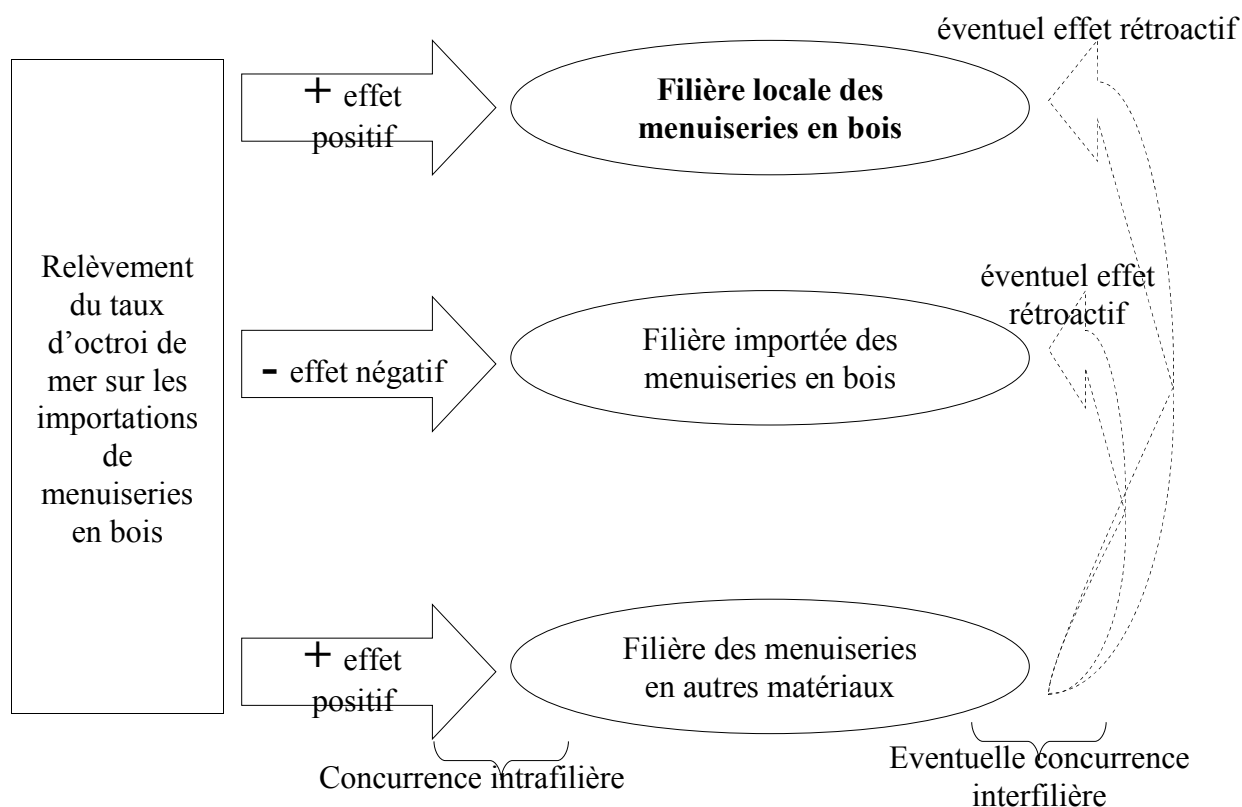 éventuel effet rétroactif
+ effet
positif
Filière locale des
menuiseries en bois
Relèvement
du taux
d’octroi de
mer sur les
importations
de
menuiseries
en bois
éventuel effet
rétroactif
- effet négatif
Filière importée des
menuiseries en bois
+ effet
positif
Filière des menuiseries
en autres matériaux
Concurrence intrafilière
Eventuelle concurrence
interfilière